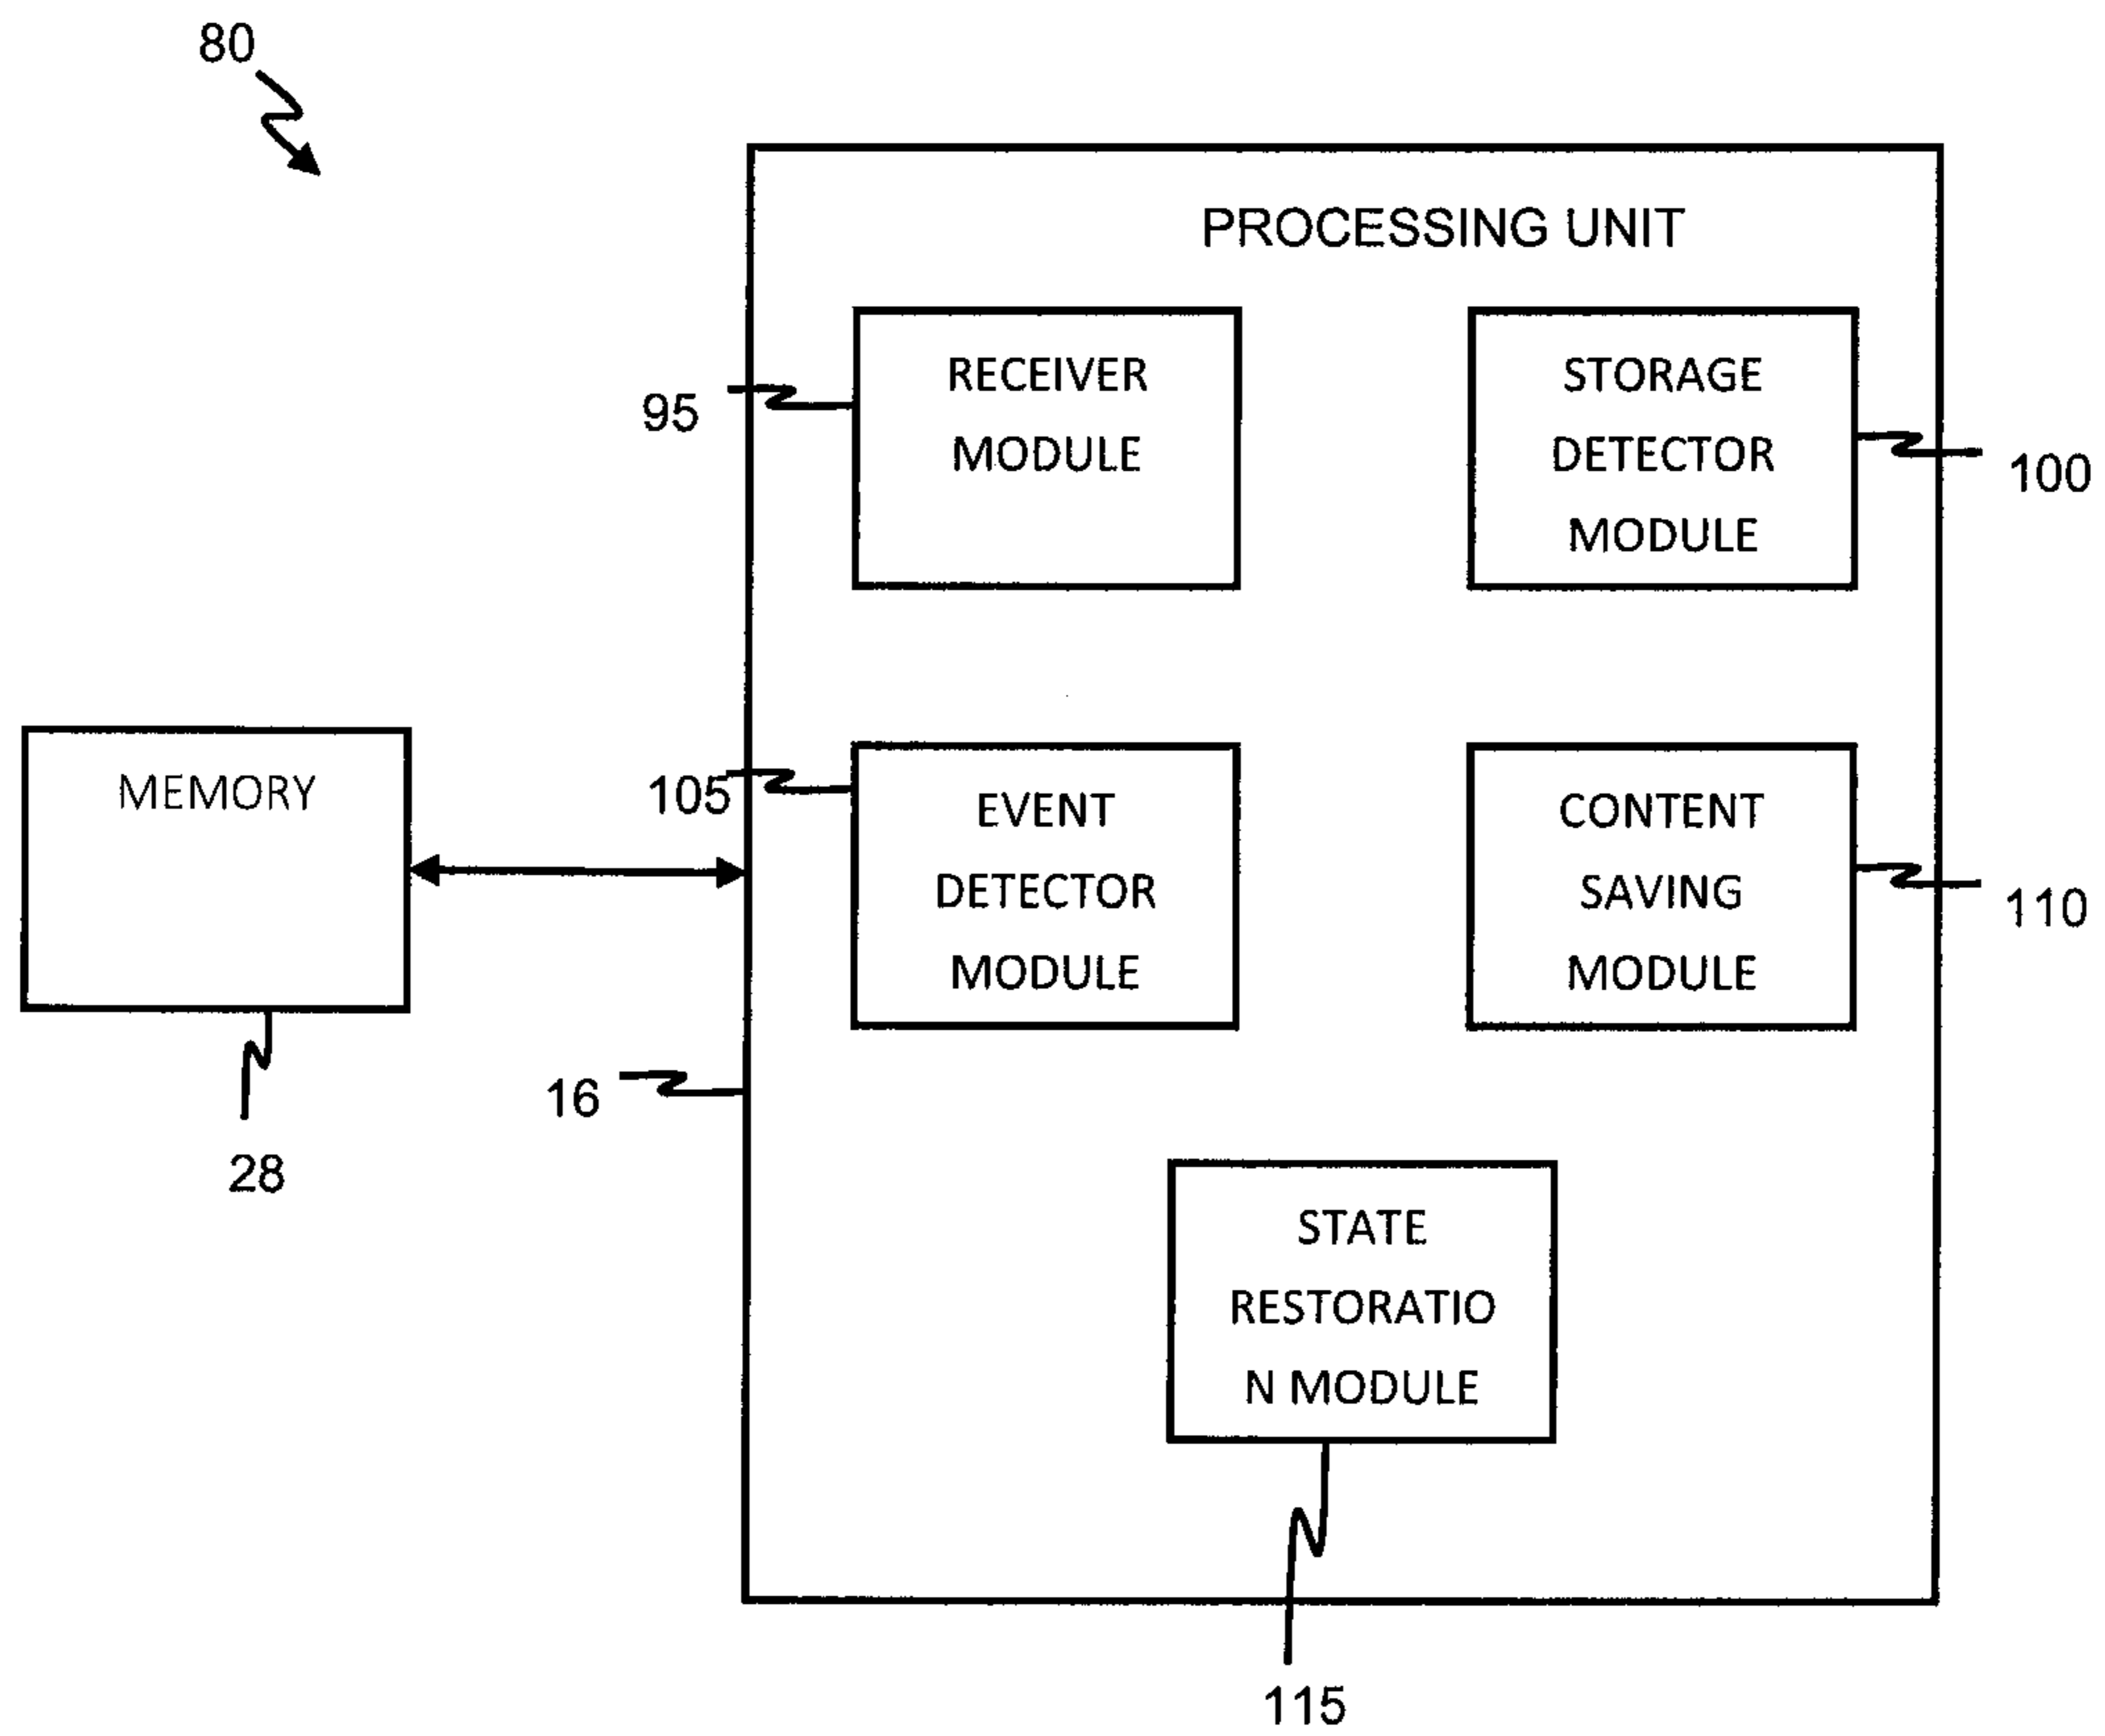 80
PROCESSING UNIT
RECEIVER
MODULE
95
STORAGE
DETECTOR
MODULE
100
MEMORY
28
105
EVENT
DETECTOR
MODULE
CONTENT
SAVING
MODULE
110
16
STATE
RESTORATIO
N MODULE
115